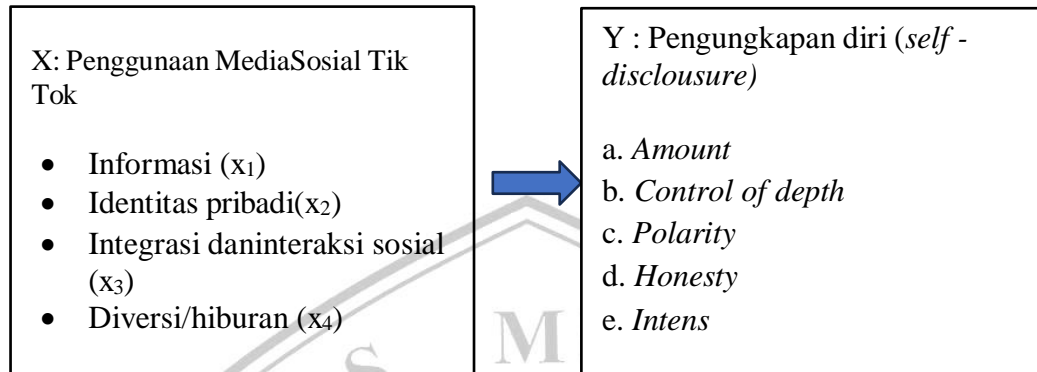 X: Penggunaan MediaSosial Tik
Tok
• Informasi (x₁)
• Identitas pribadi(x₂)
• Integrasi daninteraksi sosial
(x₃)
• Diversi/hiburan (x₄)
Y : Pengungkapan diri (self -
disclousure)
a. Amount
b. Control of depth
c. Polarity
d. Honesty
e. Intens
S M